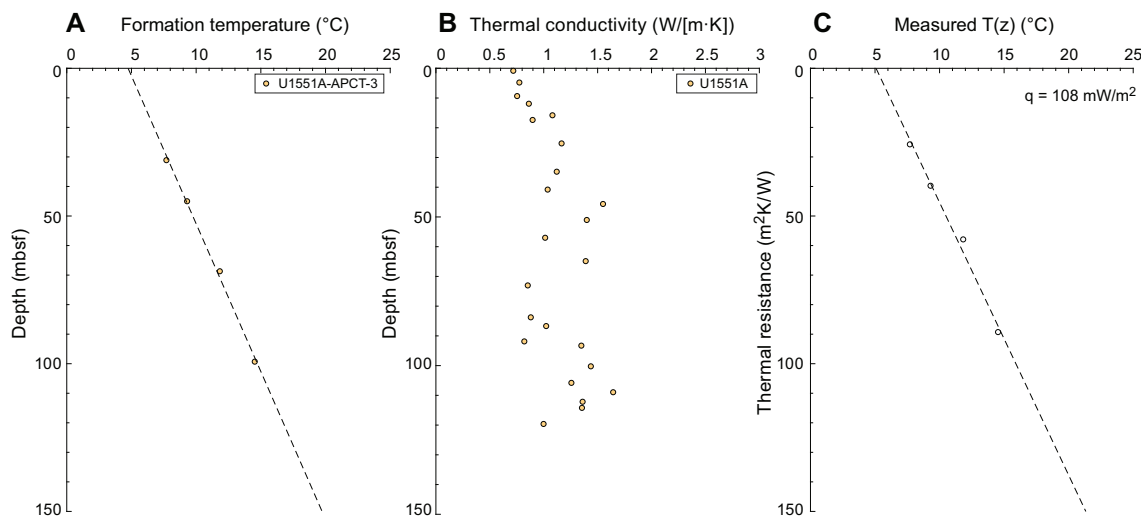 A Formation temperature (°C)
0 5 10 15 20 25
U1551A-APCT-3
Depth (mbsf)
0
50
100
150
B Thermal conductivity (W/[m·K])
0 0.5 1 1.5 2 2.5 3
U1551A
Depth (mbsf)
0
50
100
150
C Measured T(z) (°C)
0 5 10 15 20 25
q = 108 mW/m²
Thermal resistance (m²K/W)
0
50
100
150